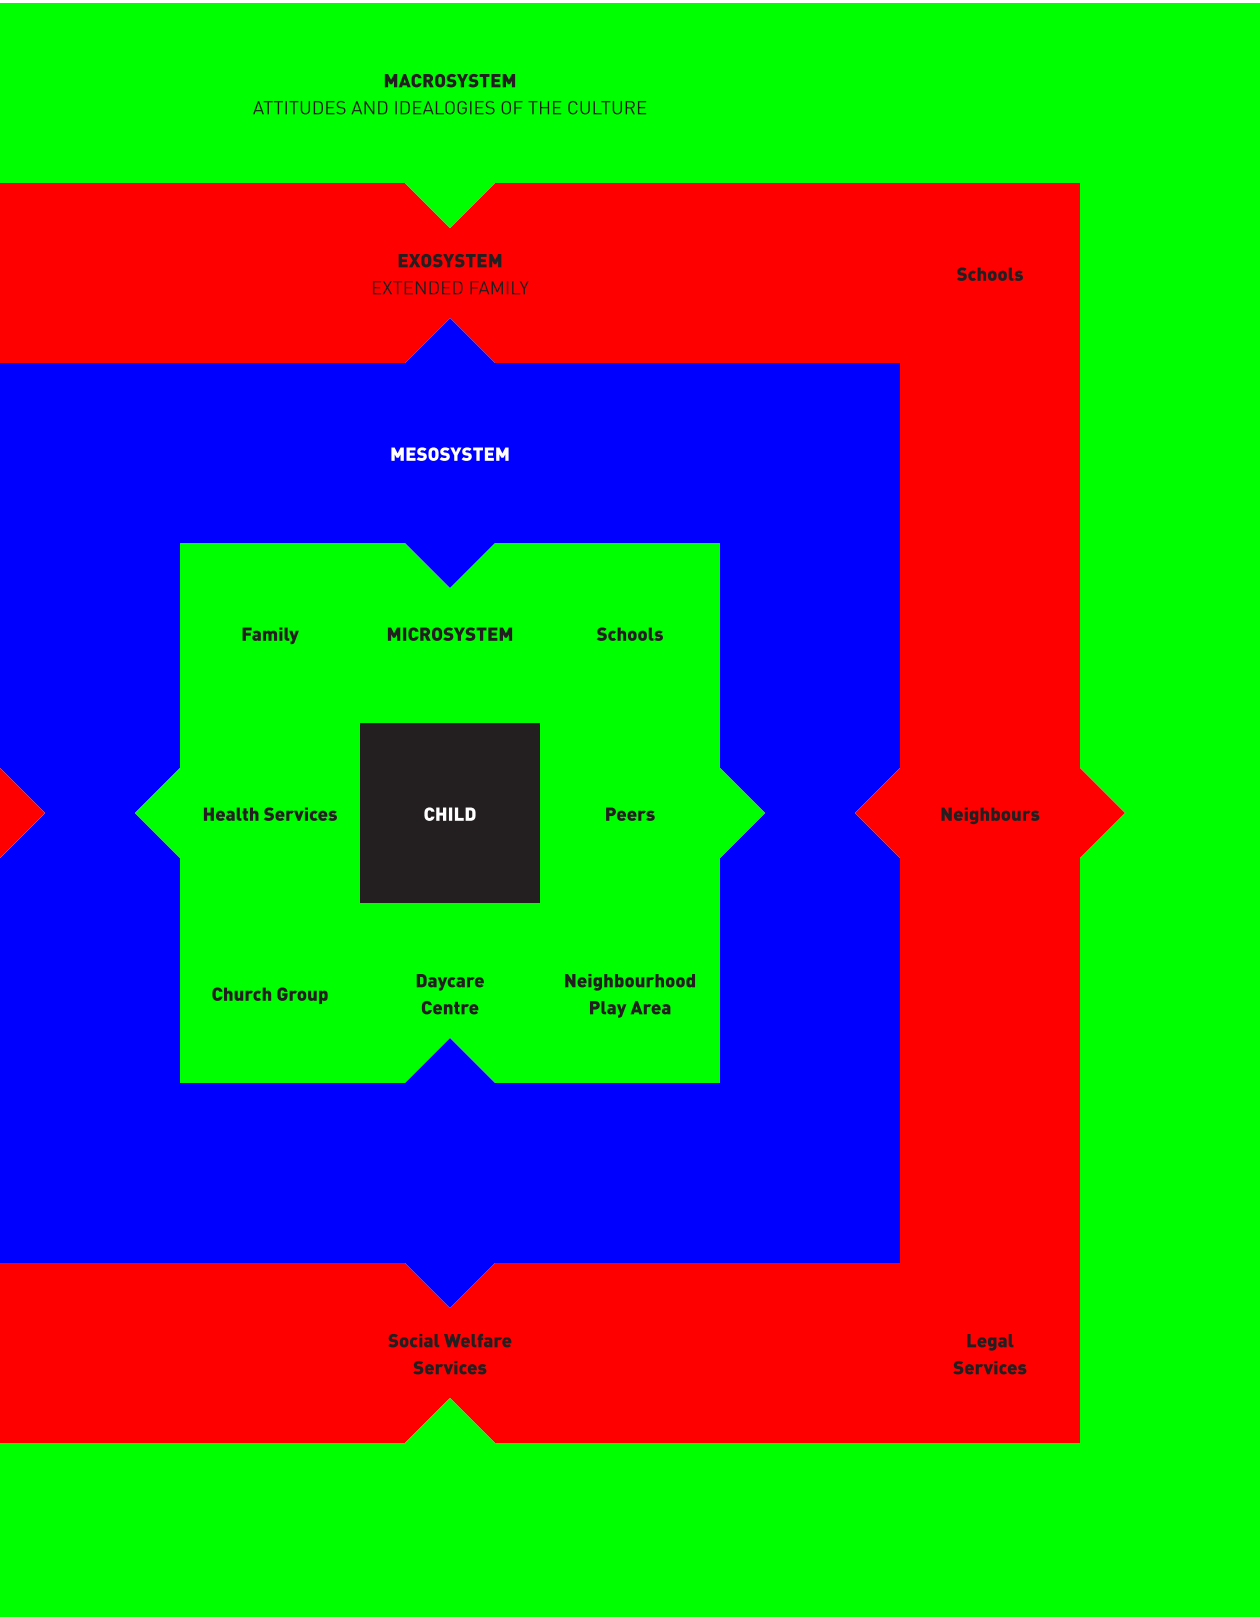 MACROSYSTEM
ATTITUDES AND IDEALOGIES OF THE CULTURE
EXOSYSTEM
EXTENDED FAMILY
Schools
MESOSYSTEM
Family
MICROSYSTEM
Schools
Health Services
CHILD
Peers
Neighbours
Church Group
Daycare
Centre
Neighbourhood
Play Area
Social Welfare
Services
Legal
Services